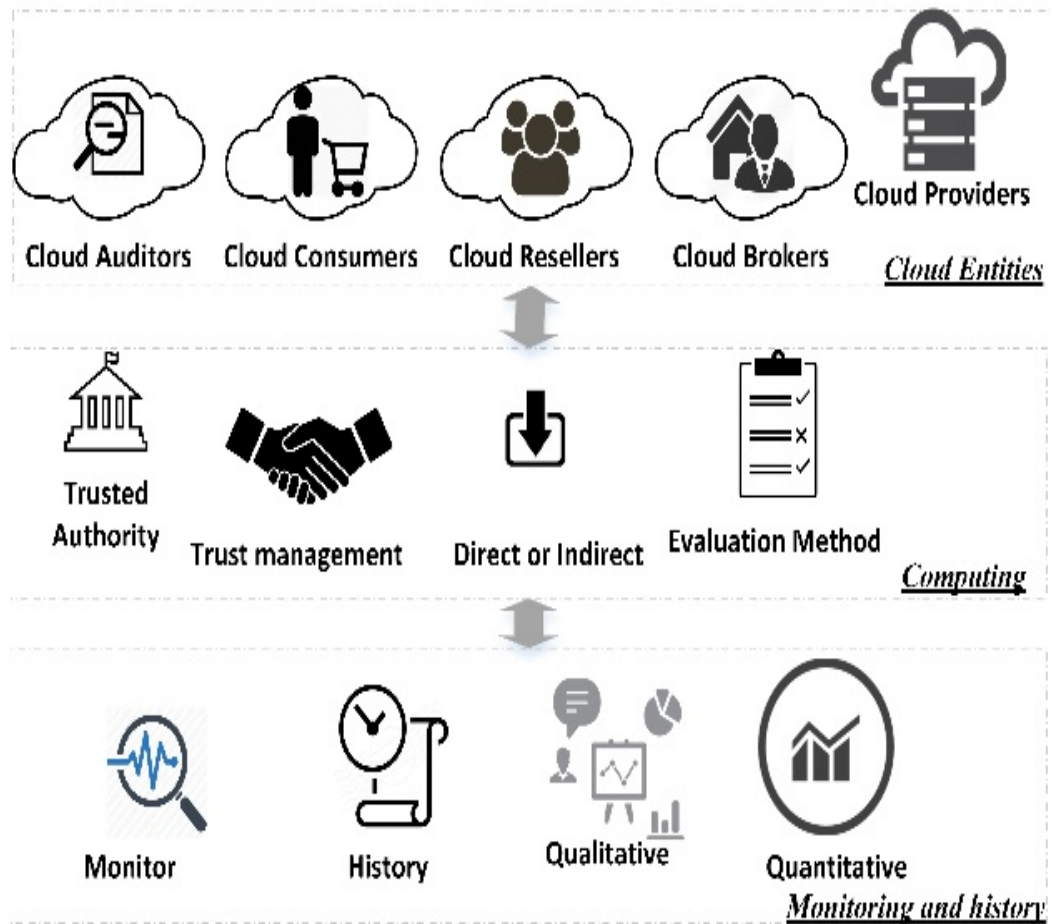 Cloud Providers
Cloud Auditors
Cloud Consumers
Cloud Resellers
Cloud Brokers
Cloud Entities
Trusted
Authority
Trust management
Direct or Indirect
Evaluation Method
Computing
Monitor
History
Qualitative
Quantitative
Monitoring and history